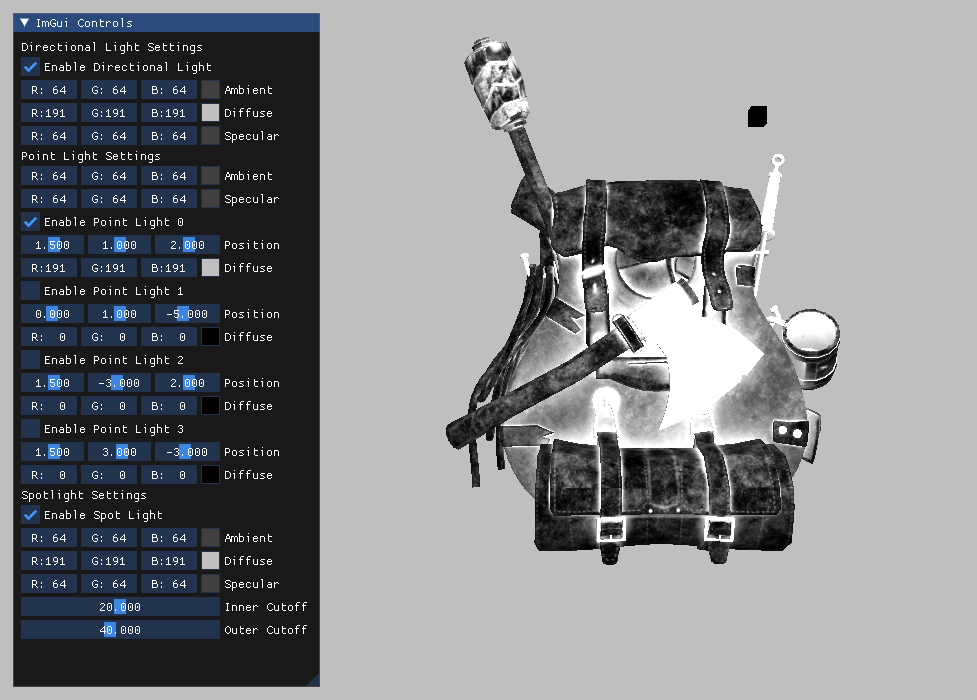 ImGui Controls
Directional Light Settings
Enable Directional Light
R: 64 G: 64 B: 64 Ambient
R:191 G:191 B:191 Diffuse
R: 64 G: 64 B: 64 Specular
Point Light Settings
R: 64 G: 64 B: 64 Ambient
R: 64 G: 64 B: 64 Specular
Enable Point Light 0
1.500 1.000 2.000 Position
R:191 G:191 B:191 Diffuse
Enable Point Light 1
0.000 1.000 -5.000 Position
R: 0 G: 0 B: 0 Diffuse
Enable Point Light 2
1.500 -3.000 2.000 Position
R: 0 G: 0 B: 0 Diffuse
Enable Point Light 3
1.500 3.000 -3.000 Position
R: 0 G: 0 B: 0 Diffuse
Spotlight Settings
Enable Spot Light
R: 64 G: 64 B: 64 Ambient
R:191 G:191 B:191 Diffuse
R: 64 G: 64 B: 64 Specular
20.000 Inner Cutoff
40.000 Outer Cutoff